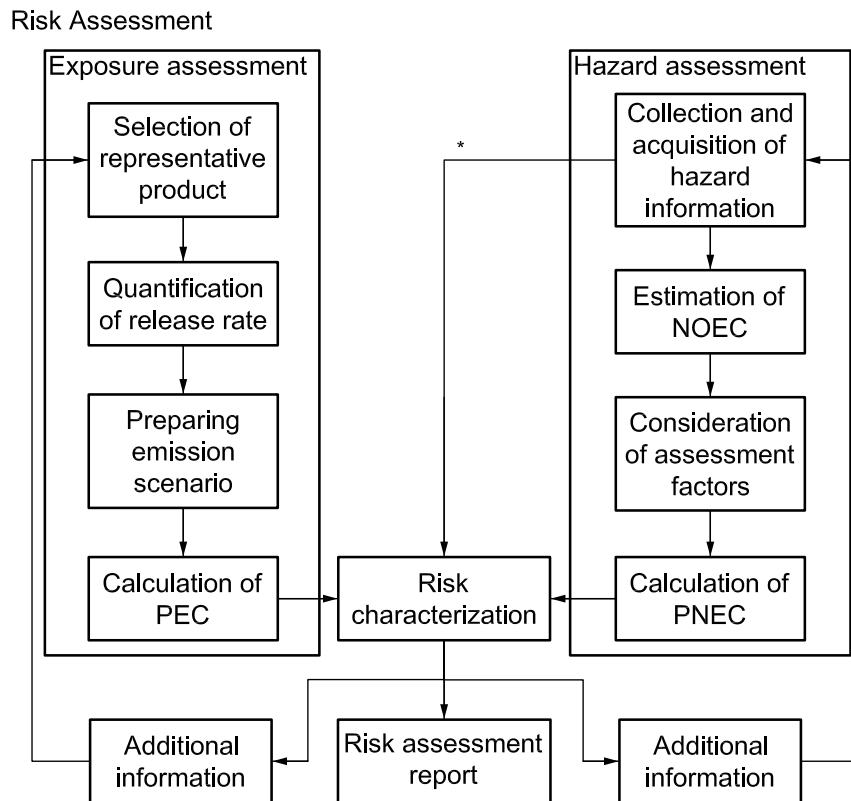 Risk Assessment
Exposure assessment
Selection of
representative
product
Quantification
of release rate
Preparing
emission
scenario
Calculation of
PEC
Hazard assessment
Collection and
acquisition of
hazard
information
*
Estimation of
NOEC
Consideration
of assessment
factors
Calculation of
PNEC
Risk
characterization
Additional
information
Risk assessment
report
Additional
information